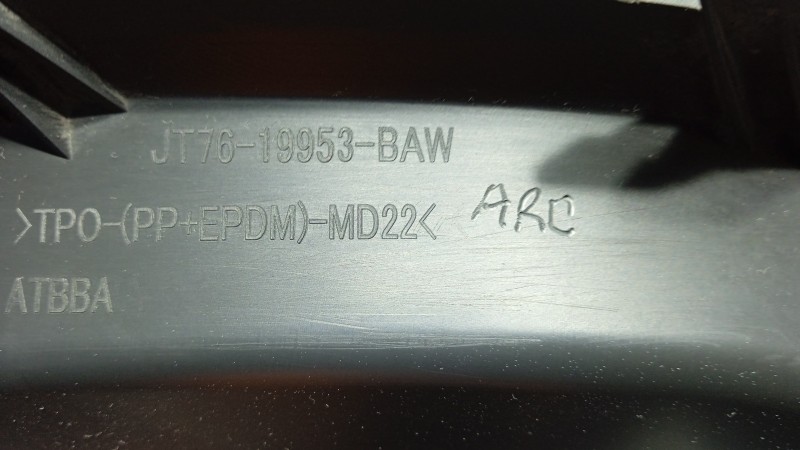 JT76-19953-BAW
>TPO-(PP+EPDM)-MD22< ARC
ATBBA